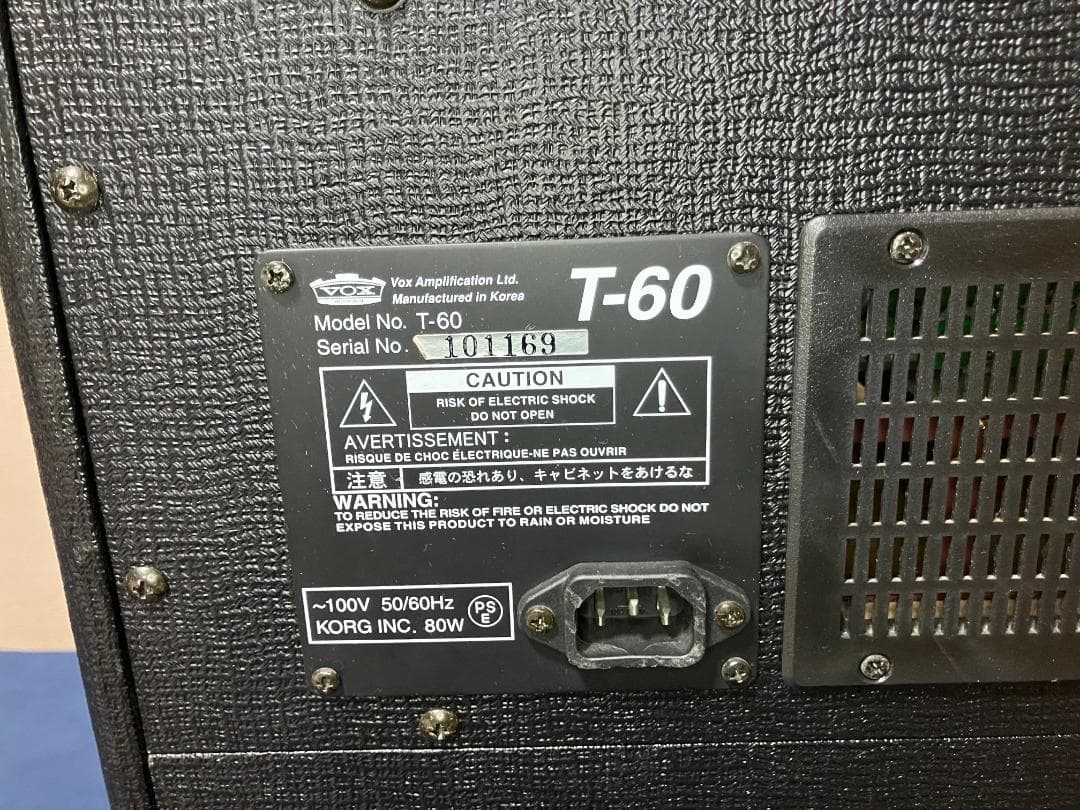 VOX
Vox Amplification Ltd.
Manufactured in Korea
T-60
Model No. T-60
Serial No. 101169
CAUTION
RISK OF ELECTRIC SHOCK
DO NOT OPEN
AVERTISSEMENT :
RISQUE DE CHOC ÉLECTRIQUE-NE PAS OUVRIR
注意 感電の恐れあり、キャビネットをあけるな
WARNING:
TO REDUCE THE RISK OF FIRE OR ELECTRIC SHOCK DO NOT
EXPOSE THIS PRODUCT TO RAIN OR MOISTURE
~100V 50/60Hz
KORG INC. 80W
PS
E